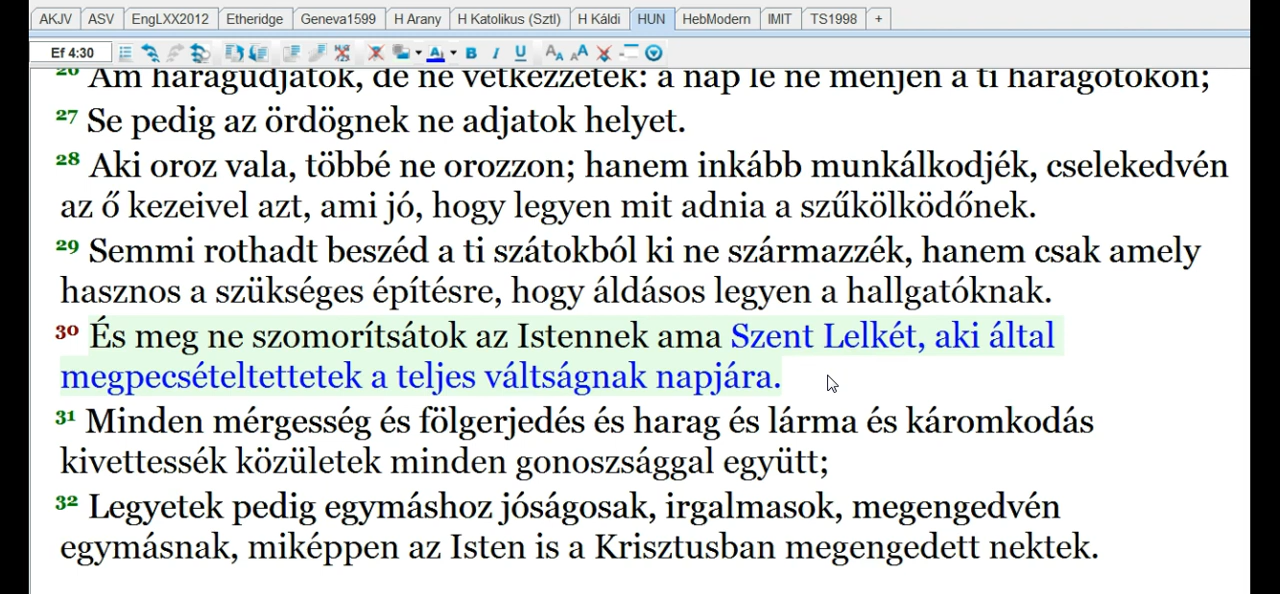 AKJV ASV EngLXX2012 Etheridge Geneva1599 H Arany H Katolikus (Sztl) H Káldi HUN HebModern IMIT TS1998 +
Ef 4:30
26 Ám haragudjatok, de ne vétkezzetek: a nap le ne menjen a ti haragotokon;
27 Se pedig az ördögnek ne adjatok helyet.
28 Aki oroz vala, többé ne orozzon; hanem inkább munkálkodjék, cselekedvén
az ő kezeivel azt, ami jó, hogy legyen mit adnia a szűkölködőnek.
29 Semmi rothadt beszéd a ti szátokból ki ne származzék, hanem csak amely
hasznos a szükséges építésre, hogy áldásos legyen a hallgatóknak.
30 És meg ne szomorítsátok az Istennek ama Szent Lelkét, aki által
megpecsételtettetek a teljes váltságnak napjára.
31 Minden mérgesség és fölgerjedés és harag és lárma és káromkodás
kivettessék közületek minden gonoszsággal együtt;
32 Legyetek pedig egymáshoz jóságosak, irgalmasok, megengedvén
egymásnak, miképpen az Isten is a Krisztusban megengedett nektek.